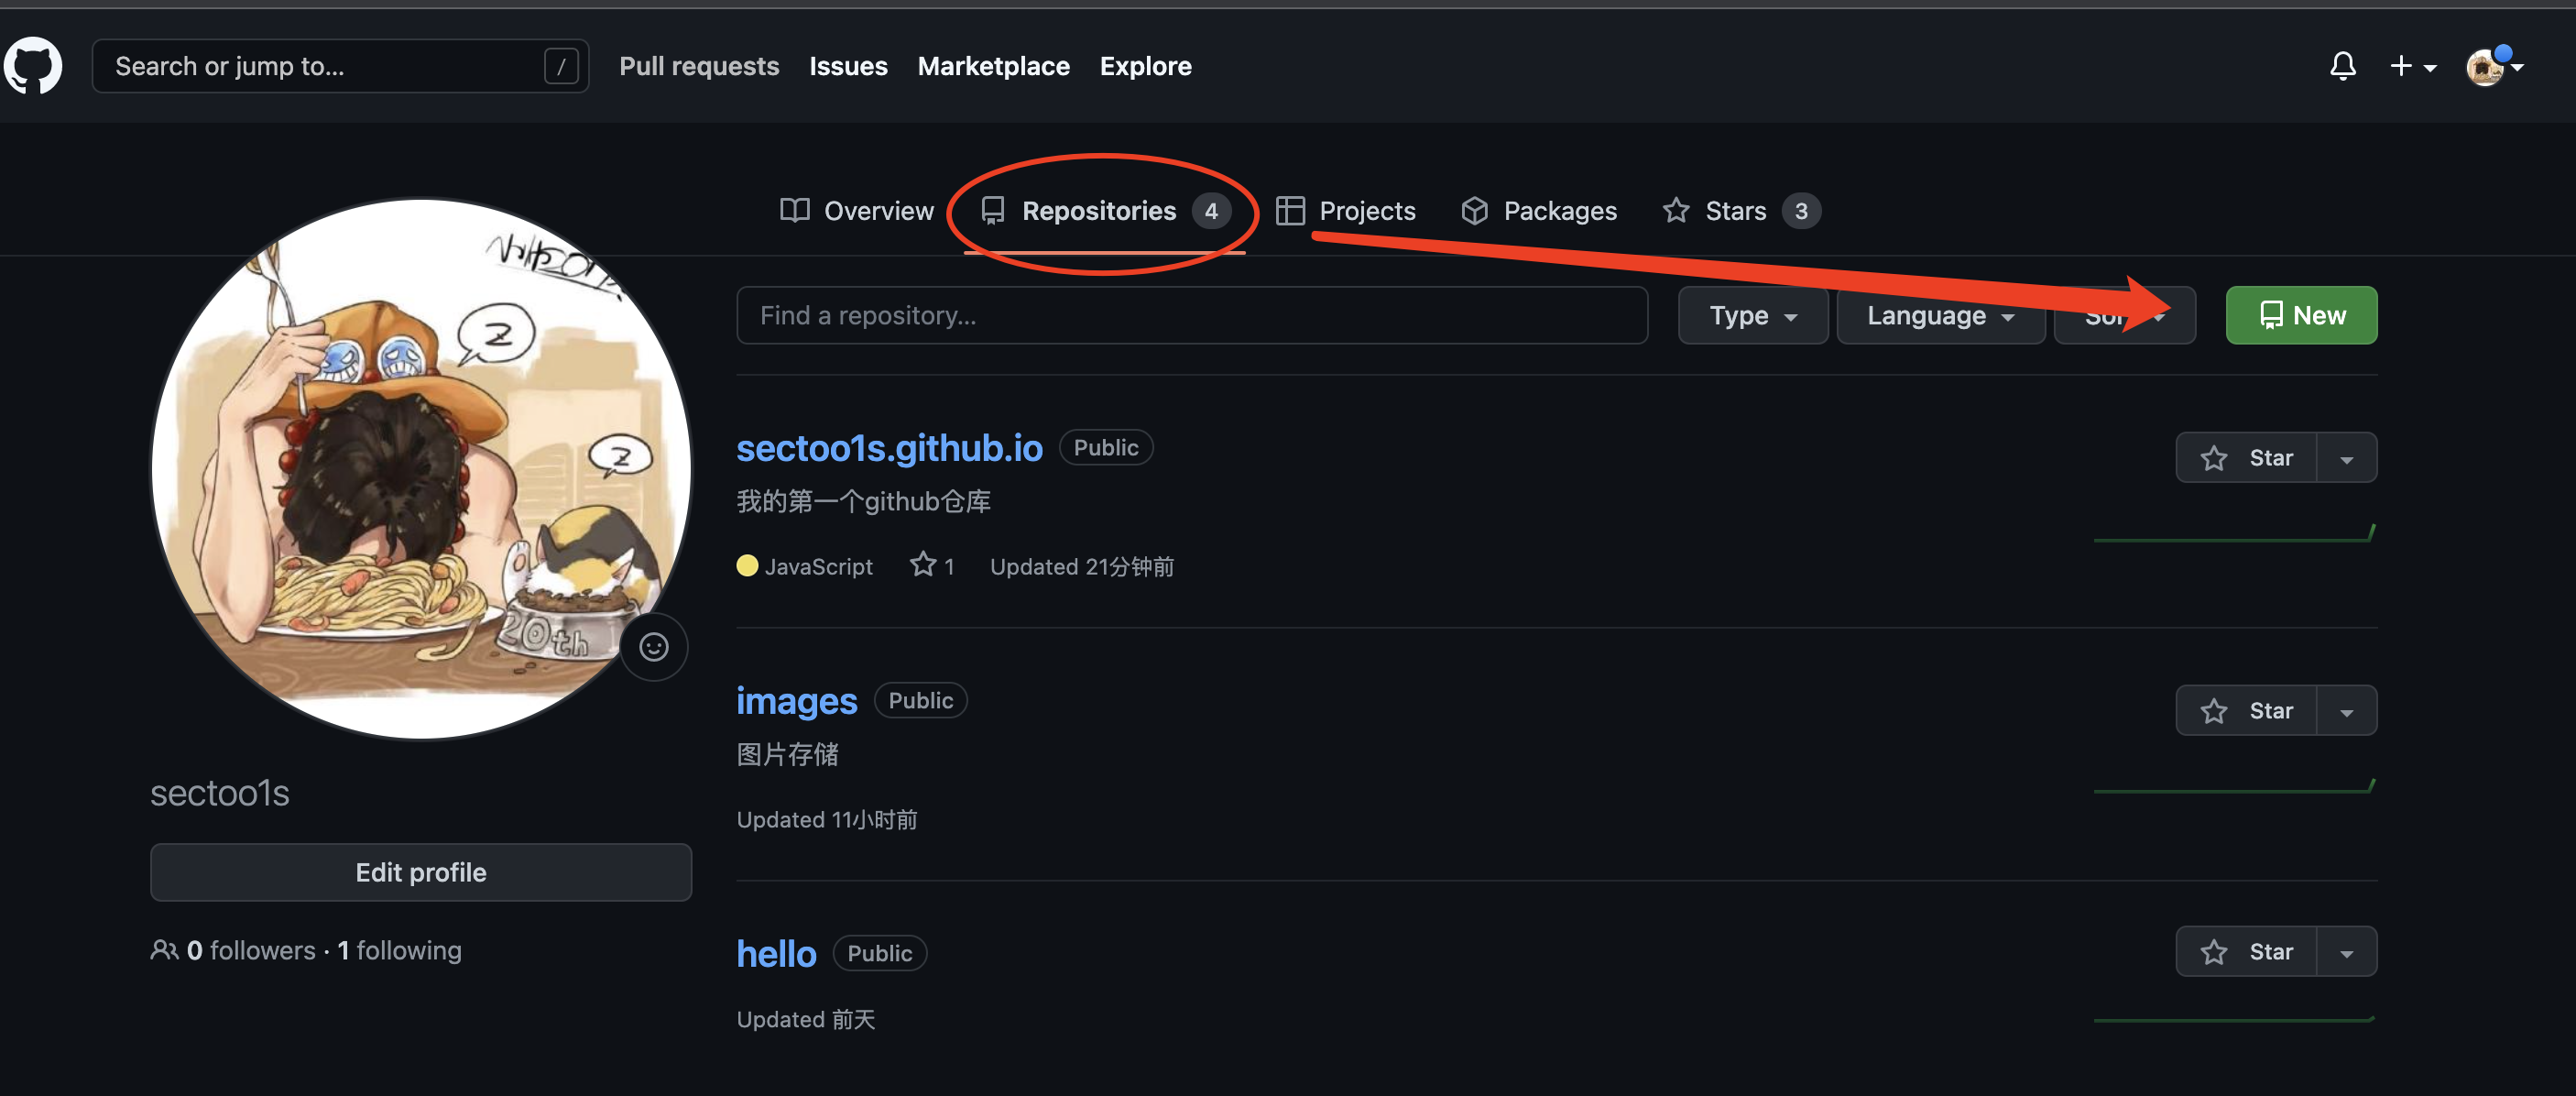 Search or jump to... /
Pull requests Issues Marketplace Explore
Overview Repositories 4 Projects Packages Stars 3
Find a repository...
Type Language New
Z
Z
20th
sectoo1s
Edit profile
0 followers · 1 following
sectoo1s.github.io Public
Star
我的第一个github仓库
JavaScript 1 Updated 21分钟前
images Public
Star
图片存储
Updated 11小时前
hello Public
Star
Updated 前天